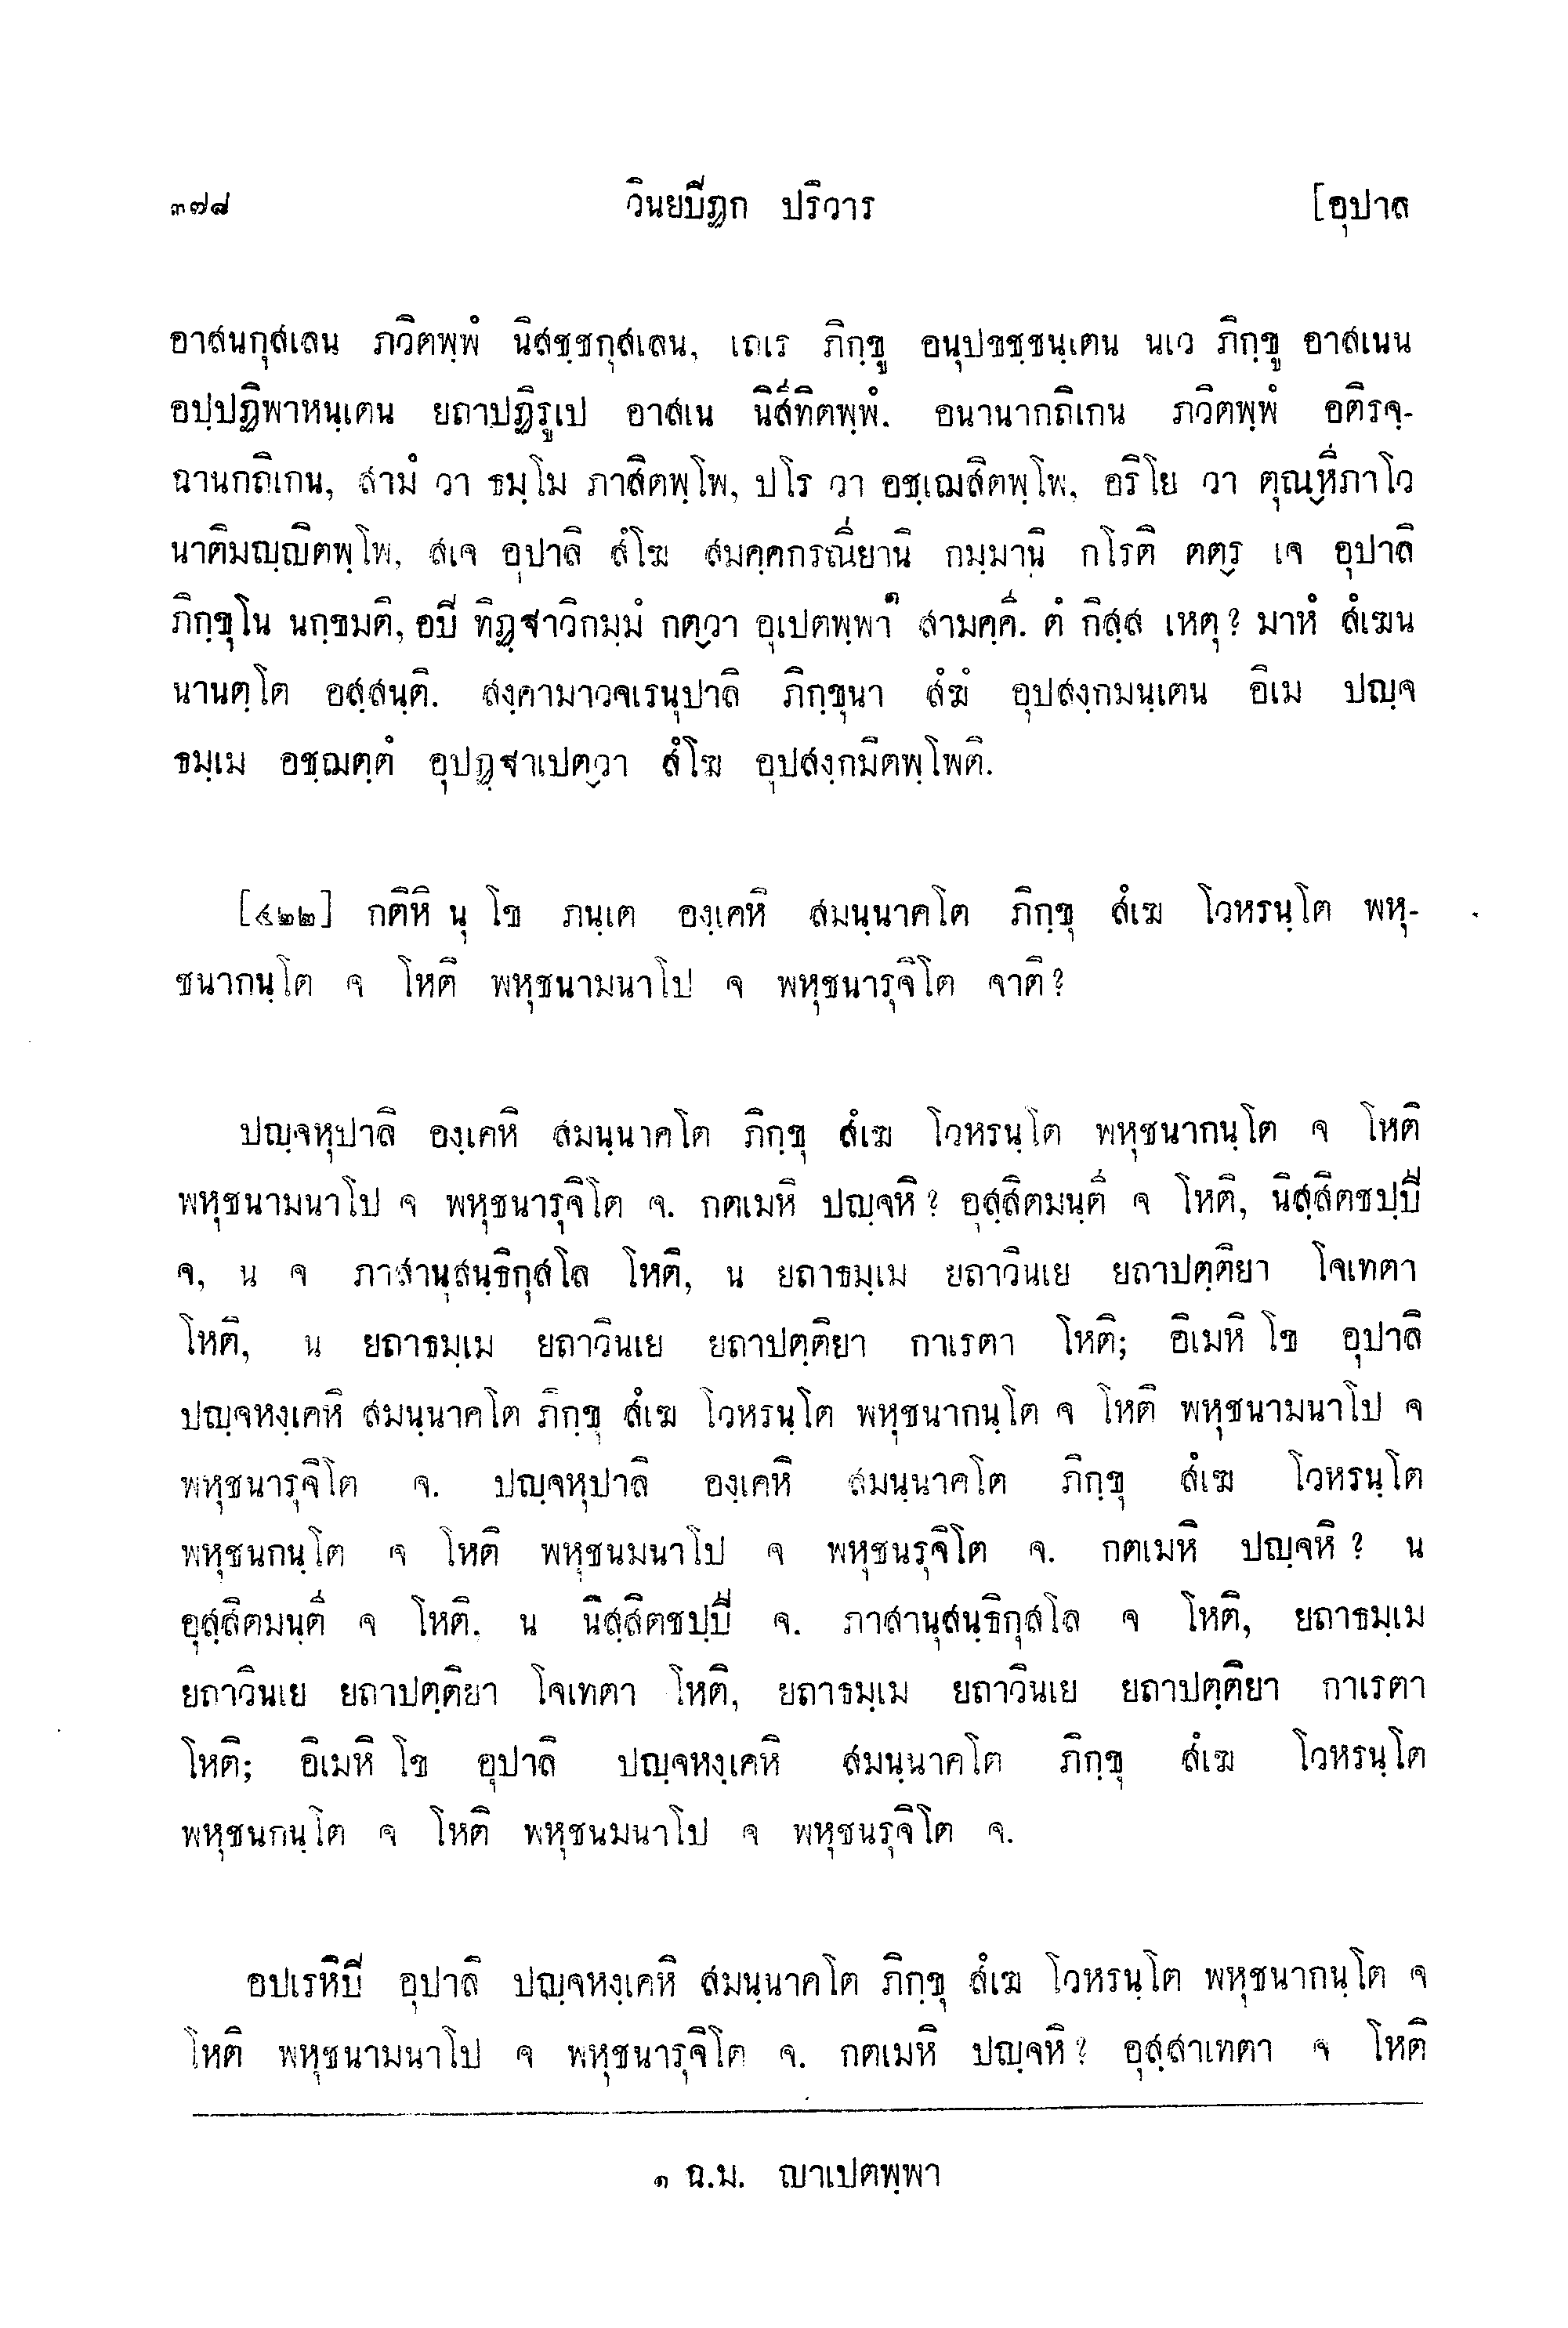 ๓๗๘ วินยปิฏก ปริวาร [อุปาล
อาสนกุสเลน ภวิตพฺพํ นิสชฺชกุสเลน, เถเร ภิกฺขู อนุปขชฺชนฺเตน นเว ภิกฺขู อาสเนน
อปฺปฏิพาหนฺเตน ยถาปฏิรูเป อาสเน นิสีทิตพฺพํ. อนานากถิเกน ภวิตพฺพํ อติรจฺ-
ฉานกถิเกน, สามํ วา ธมฺโม ภาสิตพฺโพ, ปโร วา อชฺเฌสิตพฺโพ, อริโย วา ตุณฺหีภาโว
นาติมญฺญิตพฺโพ, สเจ อุปาลิ สํโฆ สมคฺคกรณียานิ กมฺมานิ กโรติ ตตฺร เจ อุปาลิ
ภิกฺขุโน นกฺขมติ, อปิ ทิฏฺฐาวิกมฺมํ กตฺวา อุเปตพฺพา๑ สามคฺคี. ตํ กิสฺส เหตุ? มาหํ สํเฆน
นานตฺโต อสฺสนฺติ. สงฺคามาวจเรนุปาลิ ภิกฺขุนา สํฆํ อุปสงฺกมนฺเตน อิเม ปญฺจ
ธมฺเม อชฺฌตฺตํ อุปฏฺฐาเปตฺวา สํโฆ อุปสงฺกมิตพฺโพติ.
[๔๒๒] กตีหิ นุ โข ภนฺเต องฺเคหิ สมนฺนาคโต ภิกฺขุ สํเฆ โวหรนฺโต พหุ-
ชนากนฺโต จ โหติ พหุชนามนาโป จ พหุชนารุจิโต จาติ?
ปญฺจหุปาลิ องฺเคหิ สมนฺนาคโต ภิกฺขุ สํเฆ โวหรนฺโต พหุชนากนฺโต จ โหติ
พหุชนามนาโป จ พหุชนารุจิโต จ. กตเมหิ ปญฺจหิ? อุสฺสิตมนฺตี จ โหติ, นิสฺสิตชปฺปี
จ, น จ ภาสานุสนฺธิกุสโล โหติ, น ยถาธมฺเม ยถาวินเย ยถาปตฺติยา โจเทตา
โหติ, น ยถาธมฺเม ยถาวินเย ยถาปตฺติยา กาเรตา โหติ; อิเมหิ โข อุปาลิ
ปญฺจหงฺเคหิ สมนฺนาคโต ภิกฺขุ สํเฆ โวหรนฺโต พหุชนากนฺโต จ โหติ พหุชนามนาโป จ
พหุชนารุจิโต จ. ปญฺจหุปาลิ องฺเคหิ สมนฺนาคโต ภิกฺขุ สํเฆ โวหรนฺโต
พหุชนกนฺโต จ โหติ พหุชนมนาโป จ พหุชนรุจิโต จ. กตเมหิ ปญฺจหิ? น
อุสฺสิตมนฺตี จ โหติ. น นิสฺสิตชปฺปี จ. ภาสานุสนฺธิกุสโล จ โหติ, ยถาธมฺเม
ยถาวินเย ยถาปตฺติยา โจเทตา โหติ, ยถาธมฺเม ยถาวินเย ยถาปตฺติยา กาเรตา
โหติ; อิเมหิ โข อุปาลิ ปญฺจหงฺเคหิ สมนฺนาคโต ภิกฺขุ สํเฆ โวหรนฺโต
พหุชนกนฺโต จ โหติ พหุชนมนาโป จ พหุชนรุจิโต จ.
อปเรหิปิ อุปาลิ ปญฺจหงฺเคหิ สมนฺนาคโต ภิกฺขุ สํเฆ โวหรนฺโต พหุชนากนฺโต จ
โหติ พหุชนามนาโป จ พหุชนารุจิโต จ. กตเมหิ ปญฺจหิ? อุสฺสาเทตา จ โหติ
๑ ฉ.ม. ญาเปตพฺพา